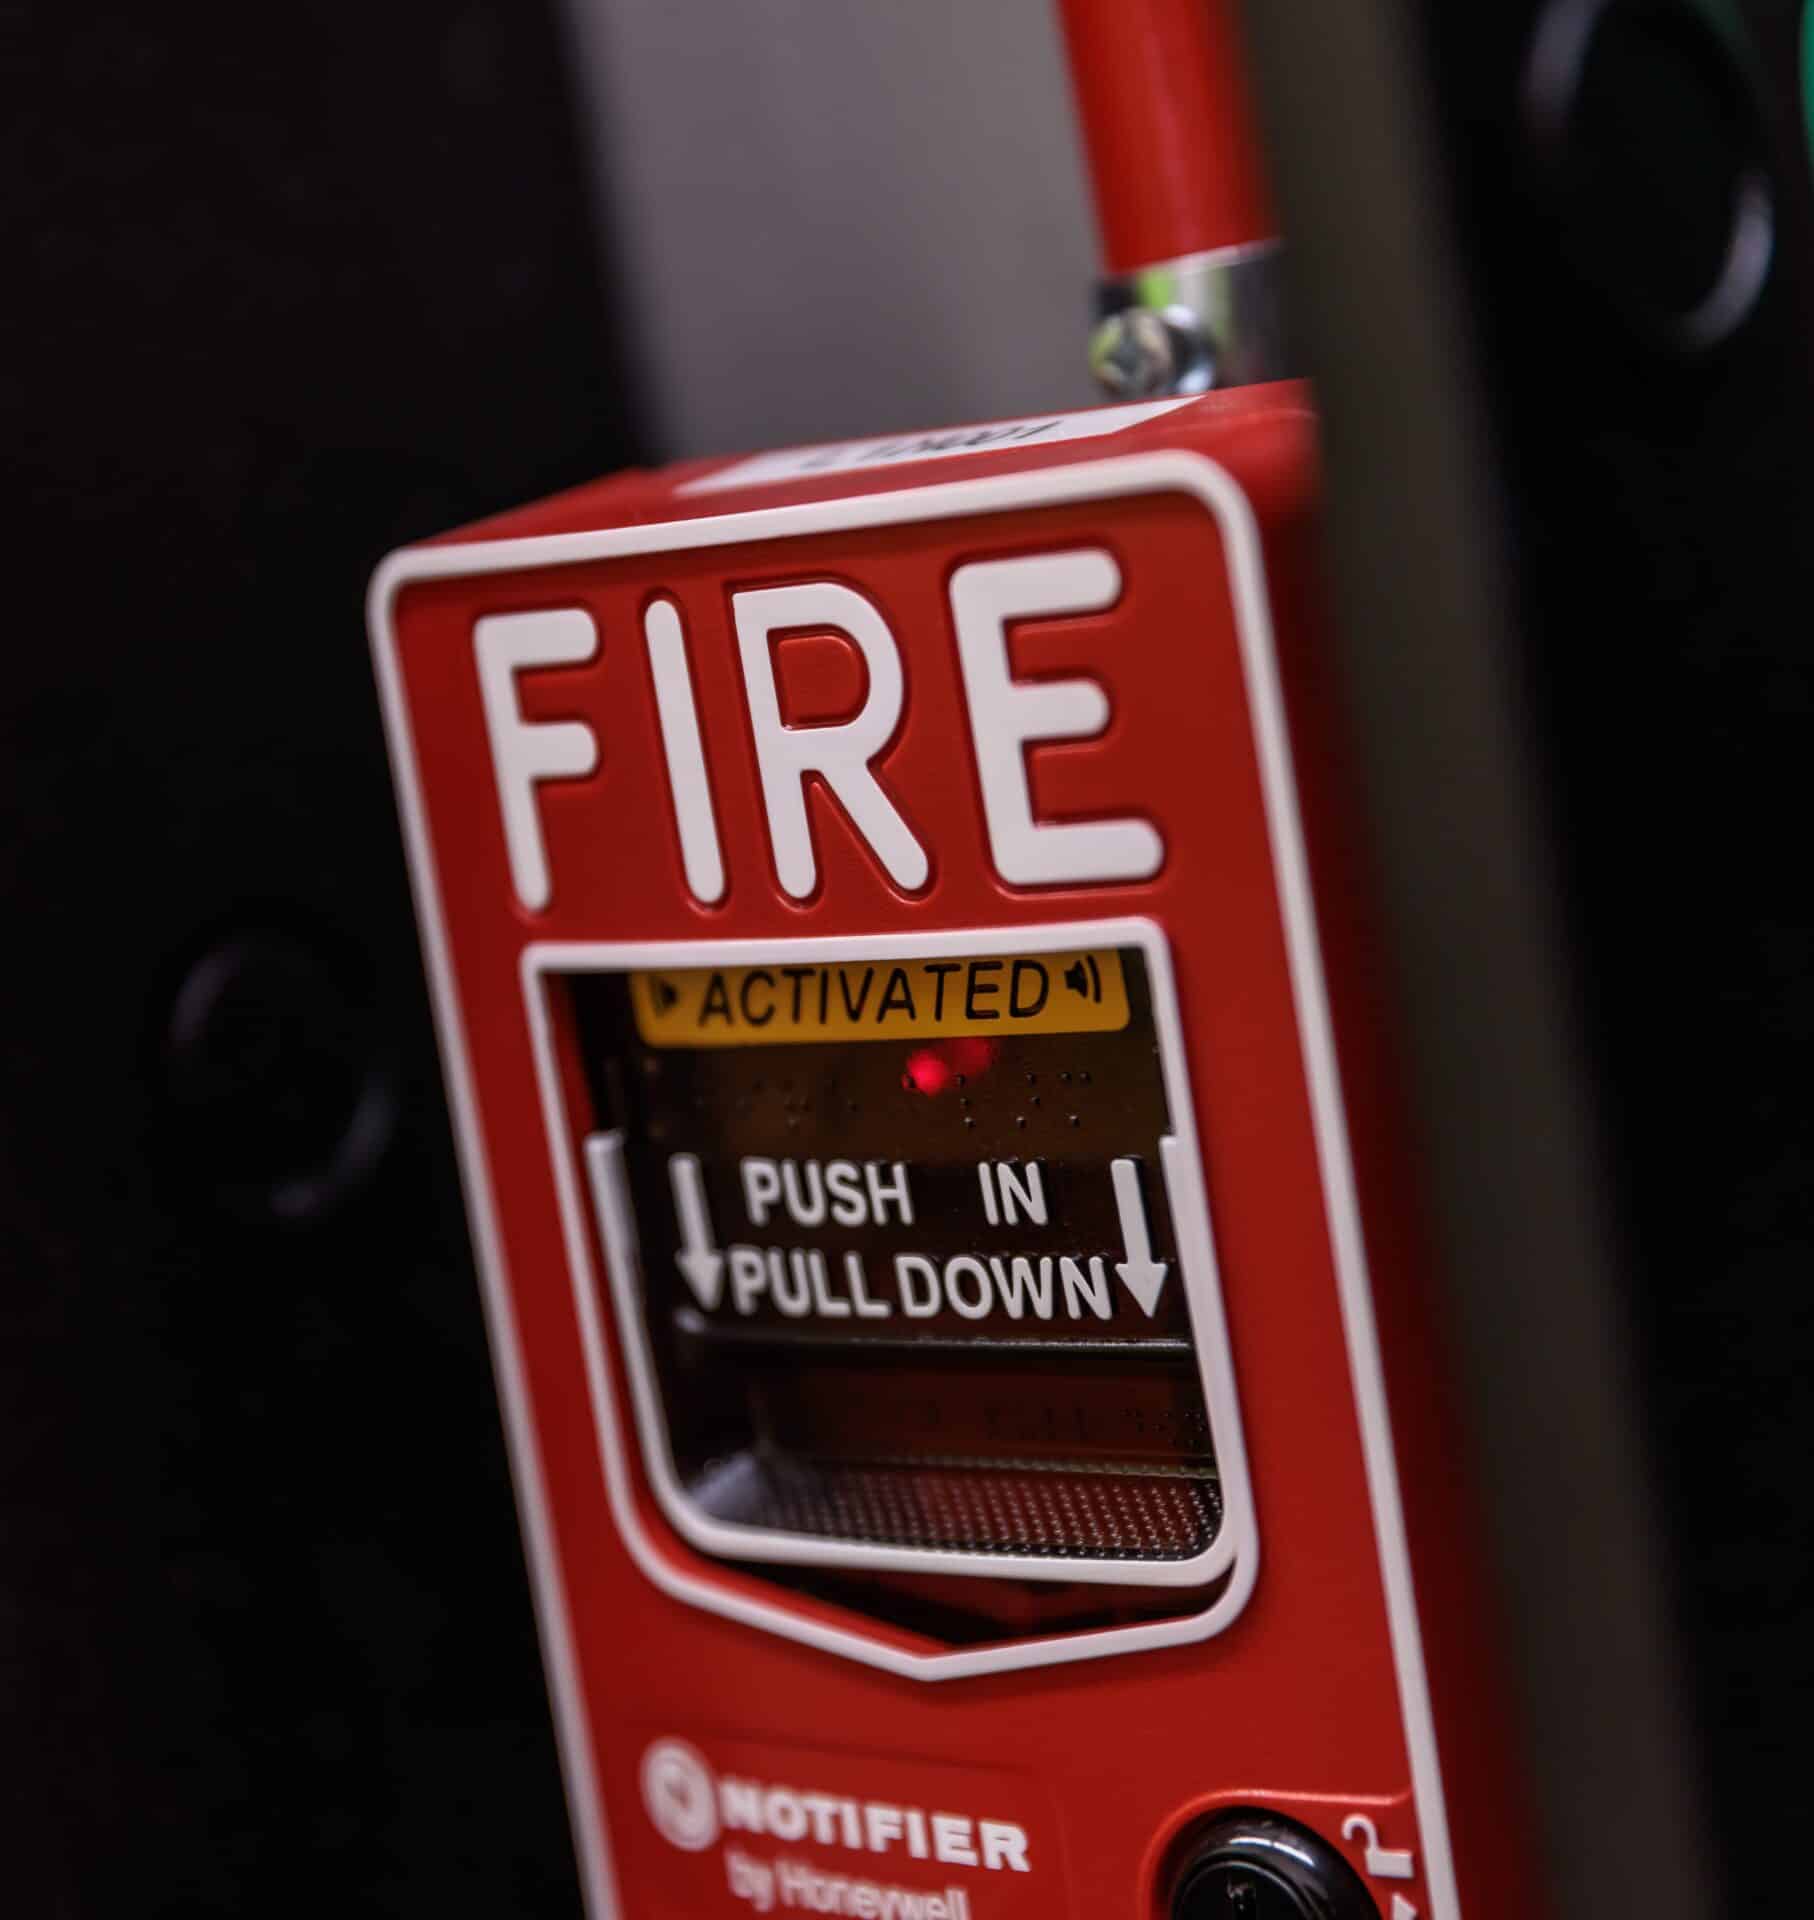 FIRE
ACTIVATED
PUSH IN
PULL DOWN
NOTIFIER
by Honeywell